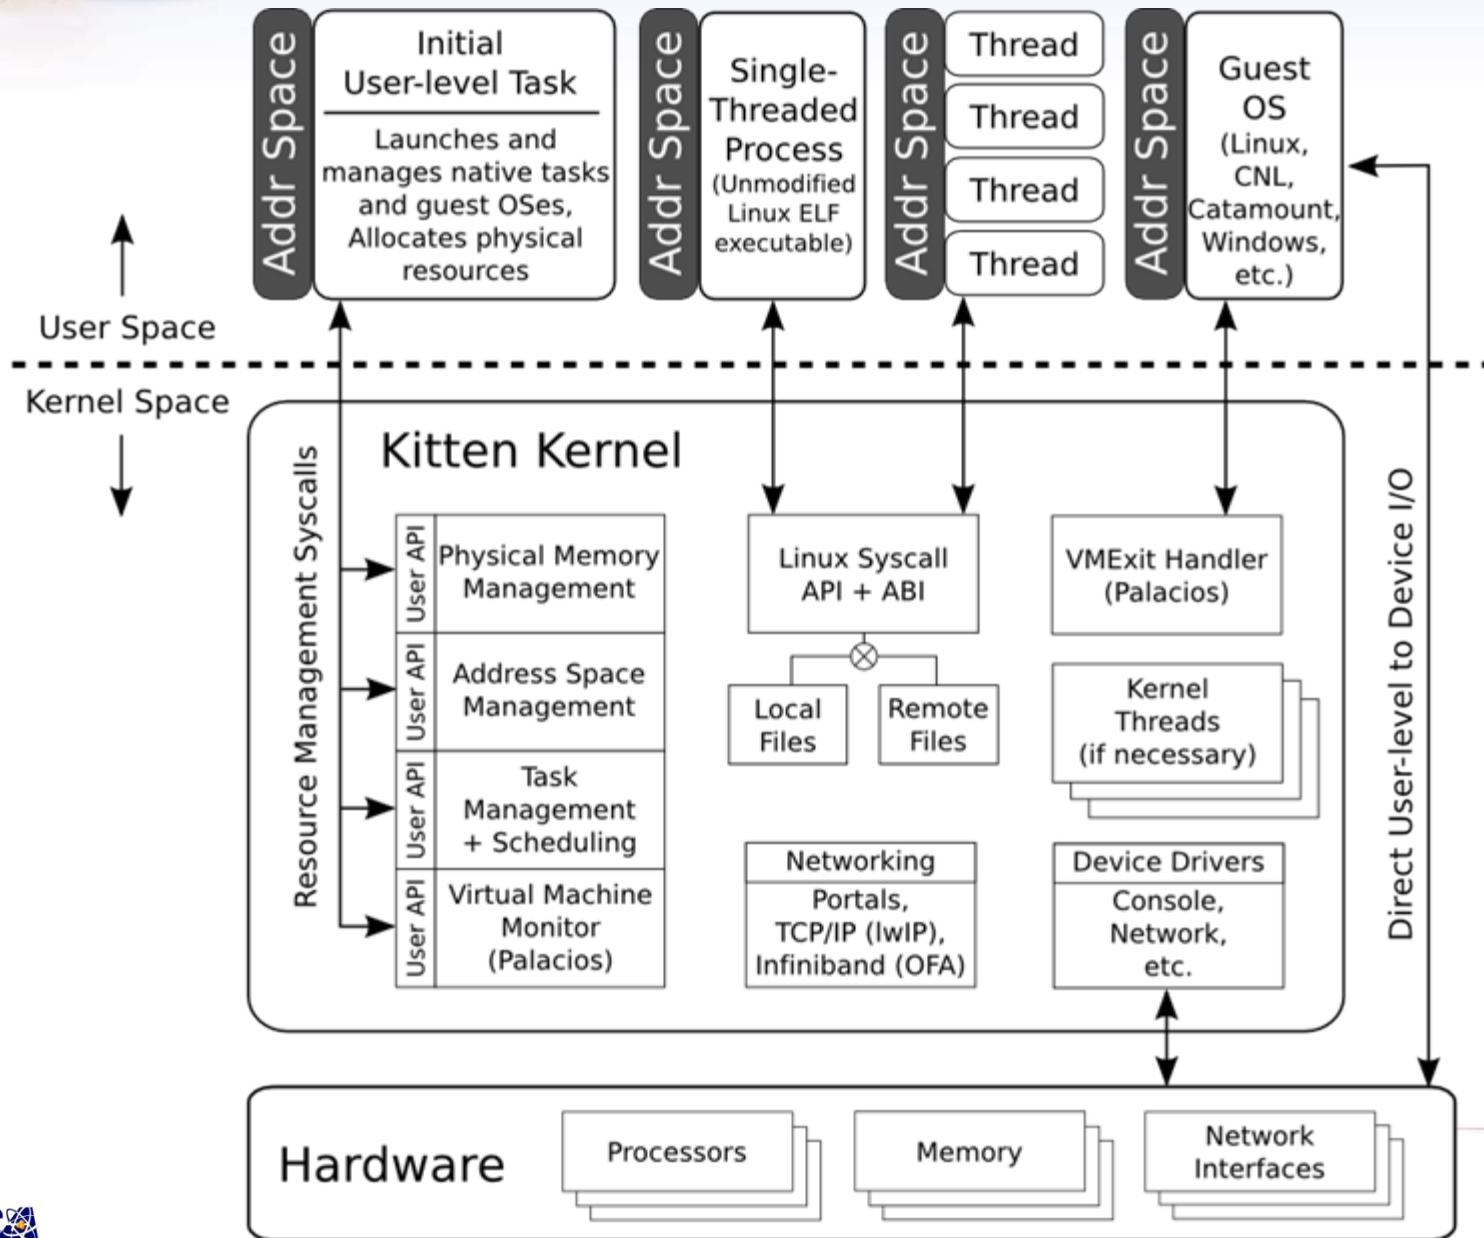 Addr Space
Initial
User-level Task
Launches and
manages native tasks
and guest OSes,
Allocates physical
resources
Addr Space
Single-
Threaded
Process
(Unmodified
Linux ELF
executable)
Addr Space
Thread
Thread
Thread
Thread
Addr Space
Guest
OS
(Linux,
CNL,
Catamount,
Windows,
etc.)
User Space
Kernel Space
Kitten Kernel
Resource Management Syscalls
User API
Physical Memory
Management
User API
Address Space
Management
User API
Task
Management
+ Scheduling
User API
Virtual Machine
Monitor
(Palacios)
Linux Syscall
API + ABI
Local
Files
Remote
Files
Networking
Portals,
TCP/IP (lwIP),
Infiniband (OFA)
VMExit Handler
(Palacios)
Kernel
Threads
(if necessary)
Device Drivers
Console,
Network,
etc.
Direct User-level to Device I/O
Hardware
Processors
Memory
Network
Interfaces